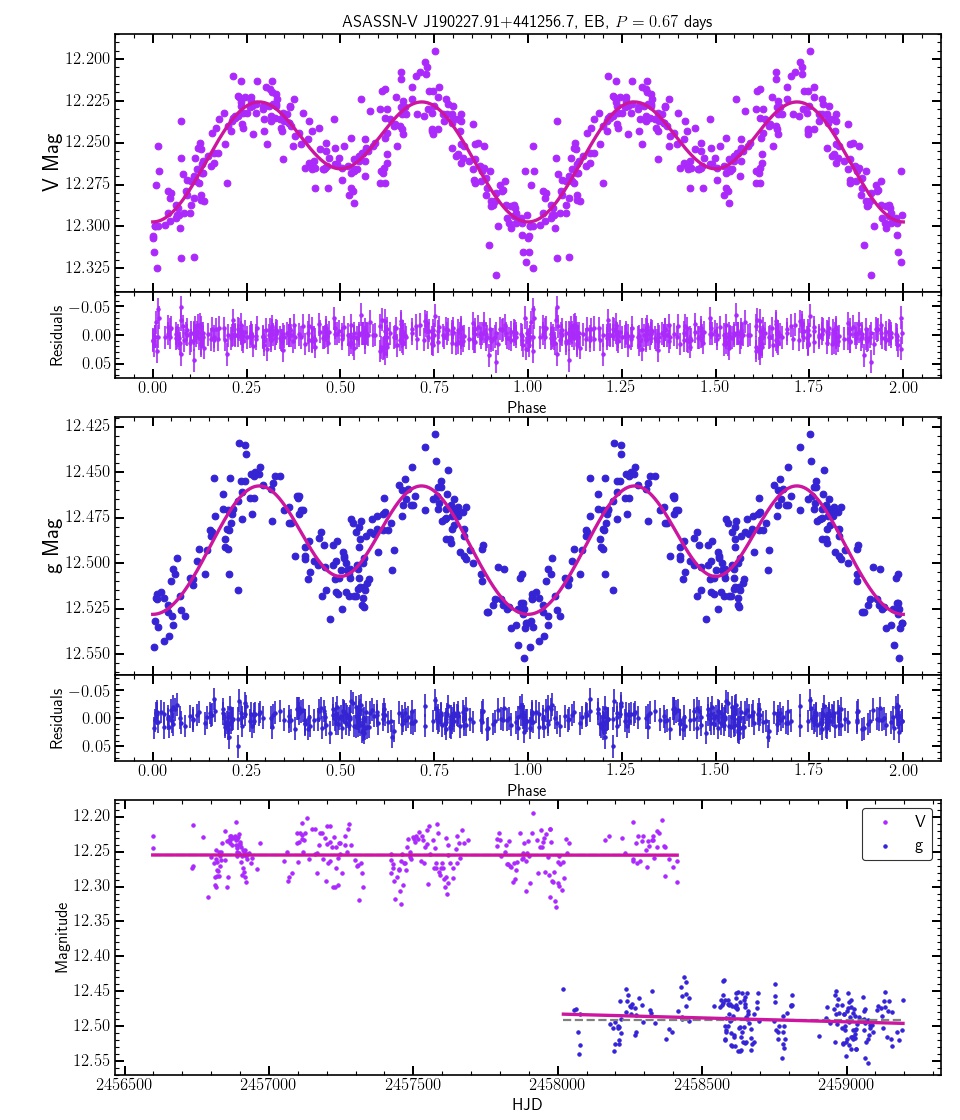 ASASSN-V J190227.91+441256.7, EB, P = 0.67 days
V Mag
12.200
12.225
12.250
12.275
12.300
12.325
Residuals
−0.05
0.00
0.05
0.00 0.25 0.50 0.75 1.00 1.25 1.50 1.75 2.00
Phase
g Mag
12.425
12.450
12.475
12.500
12.525
12.550
Residuals
−0.05
0.00
0.05
0.00 0.25 0.50 0.75 1.00 1.25 1.50 1.75 2.00
Phase
Magnitude
12.20
12.25
12.30
12.35
12.40
12.45
12.50
12.55
V
g
2456500 2457000 2457500 2458000 2458500 2459000
HJD